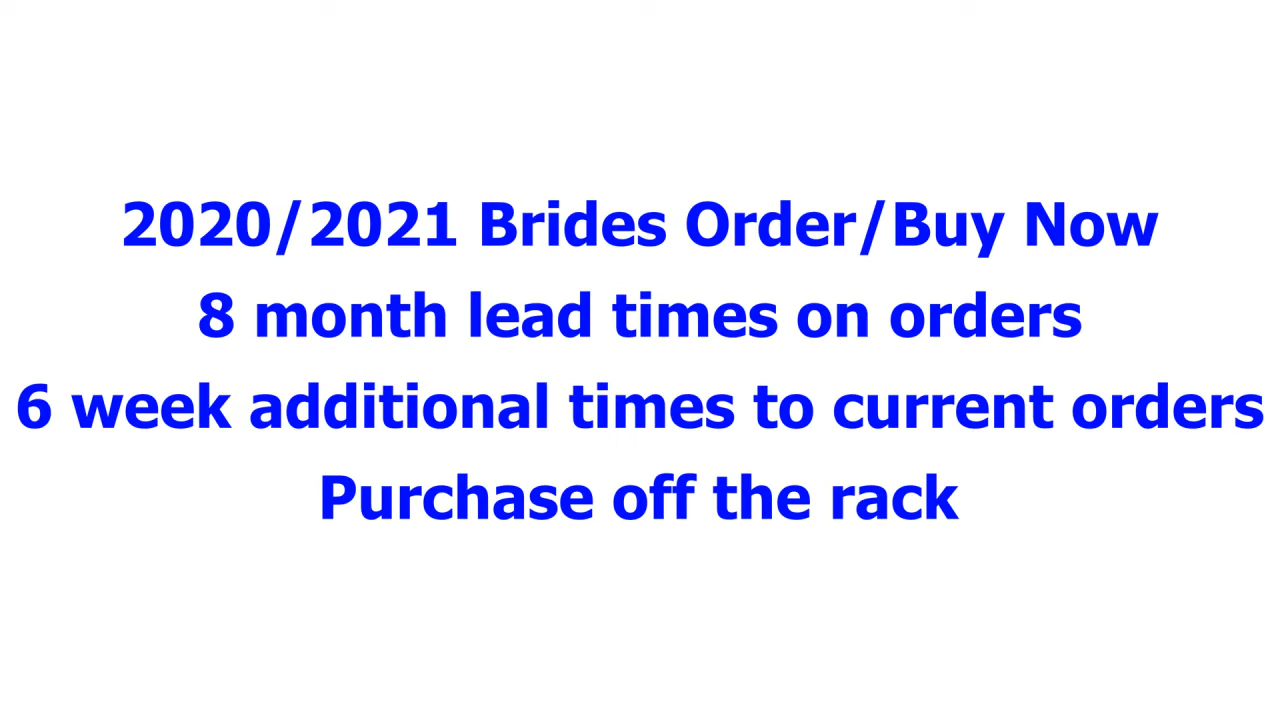 2020/2021 Brides Order/Buy Now
8 month lead times on orders
6 week additional times to current orders
Purchase off the rack